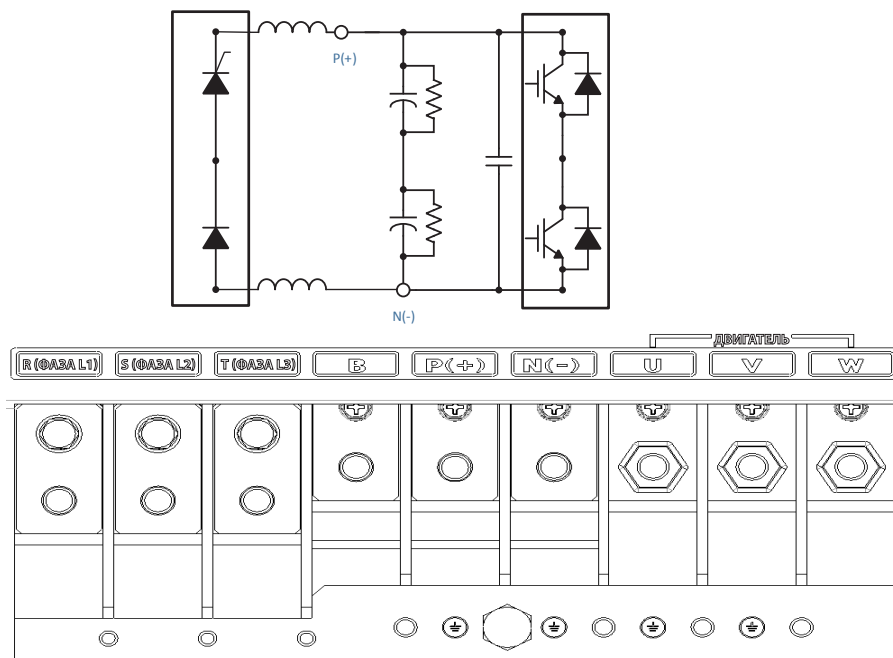 P(+)
N(-)
ДВИГАТЕЛЬ
R (ФАЗА L1) S (ФАЗА L2) T (ФАЗА L3) B P(+) N(-) U V W